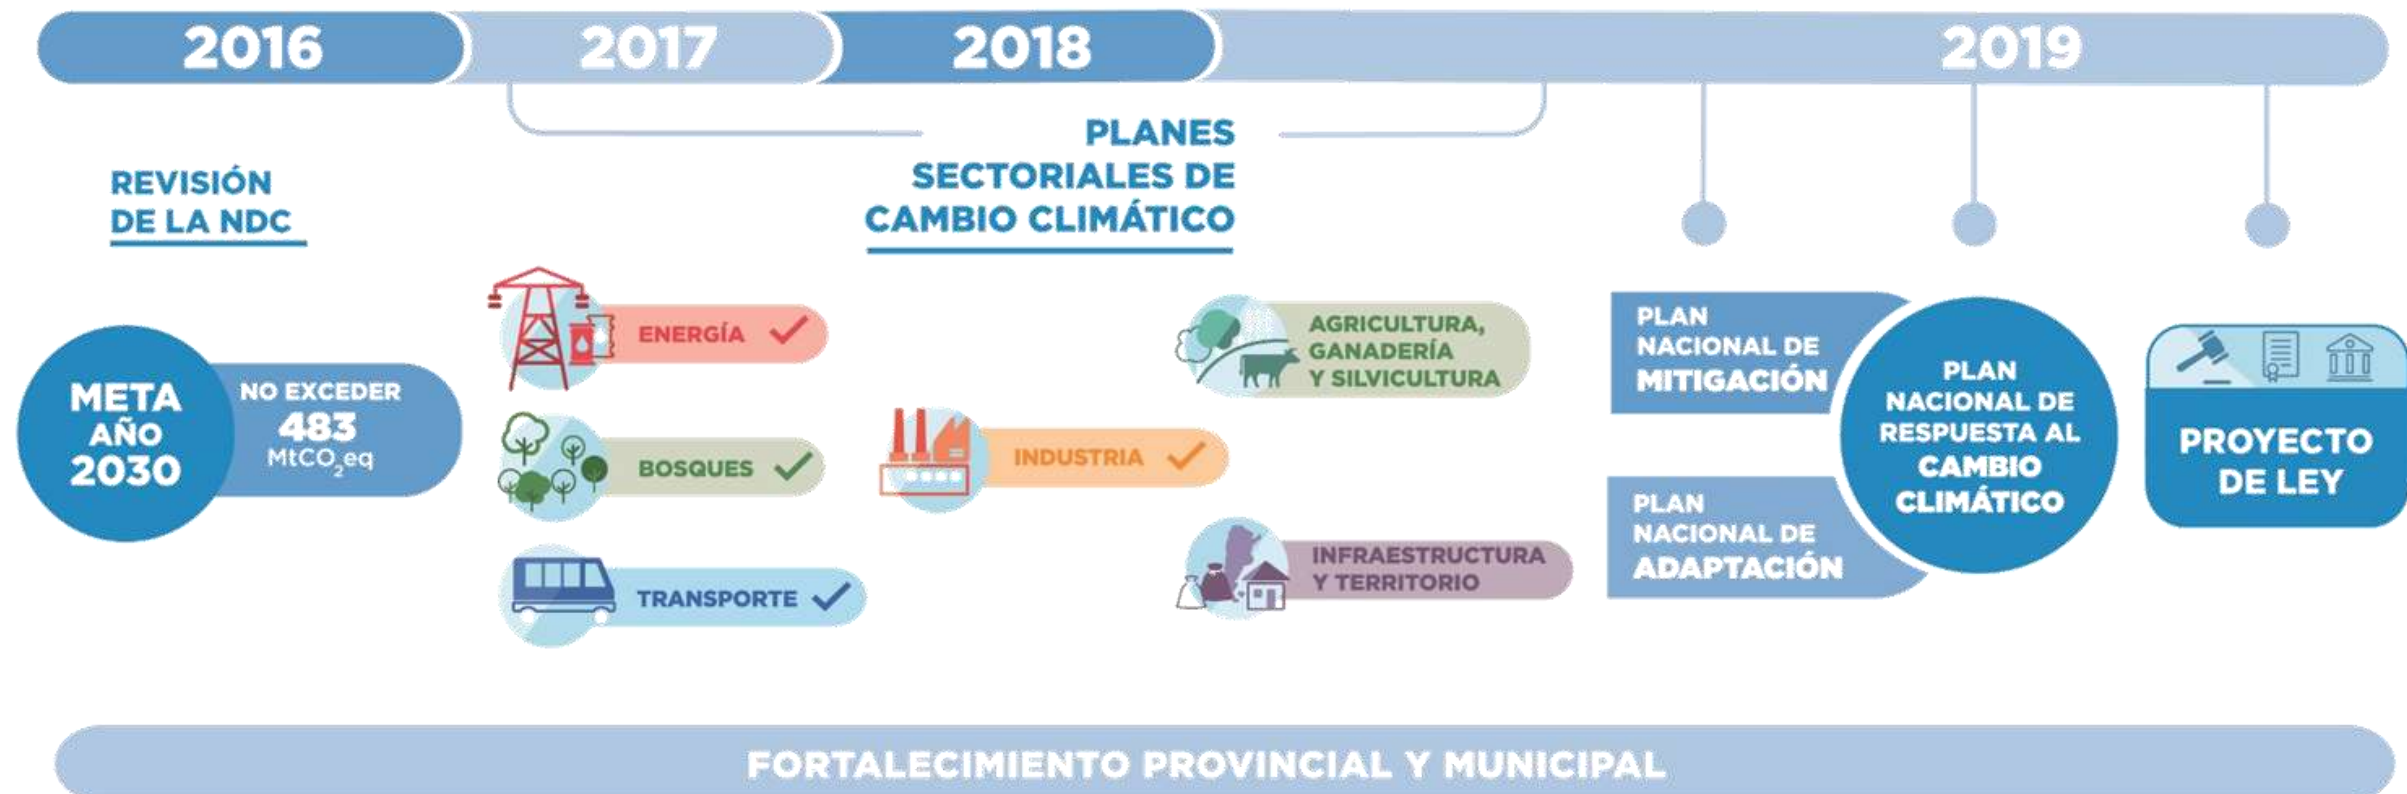 2016
2017
2018
2019
REVISIÓN
DE LA NDC
PLANES
SECTORIALES DE
CAMBIO CLIMÁTICO
META
AÑO
2030
NO EXCEDER
483
MtCO₂eq
ENERGÍA
BOSQUES
TRANSPORTE
INDUSTRIA
AGRICULTURA,
GANADERÍA
Y SILVICULTURA
INFRAESTRUCTURA
Y TERRITORIO
PLAN
NACIONAL DE
MITIGACIÓN
PLAN
NACIONAL DE
ADAPTACIÓN
PLAN
NACIONAL DE
RESPUESTA AL
CAMBIO
CLIMÁTICO
PROYECTO
DE LEY
FORTALECIMIENTO PROVINCIAL Y MUNICIPAL